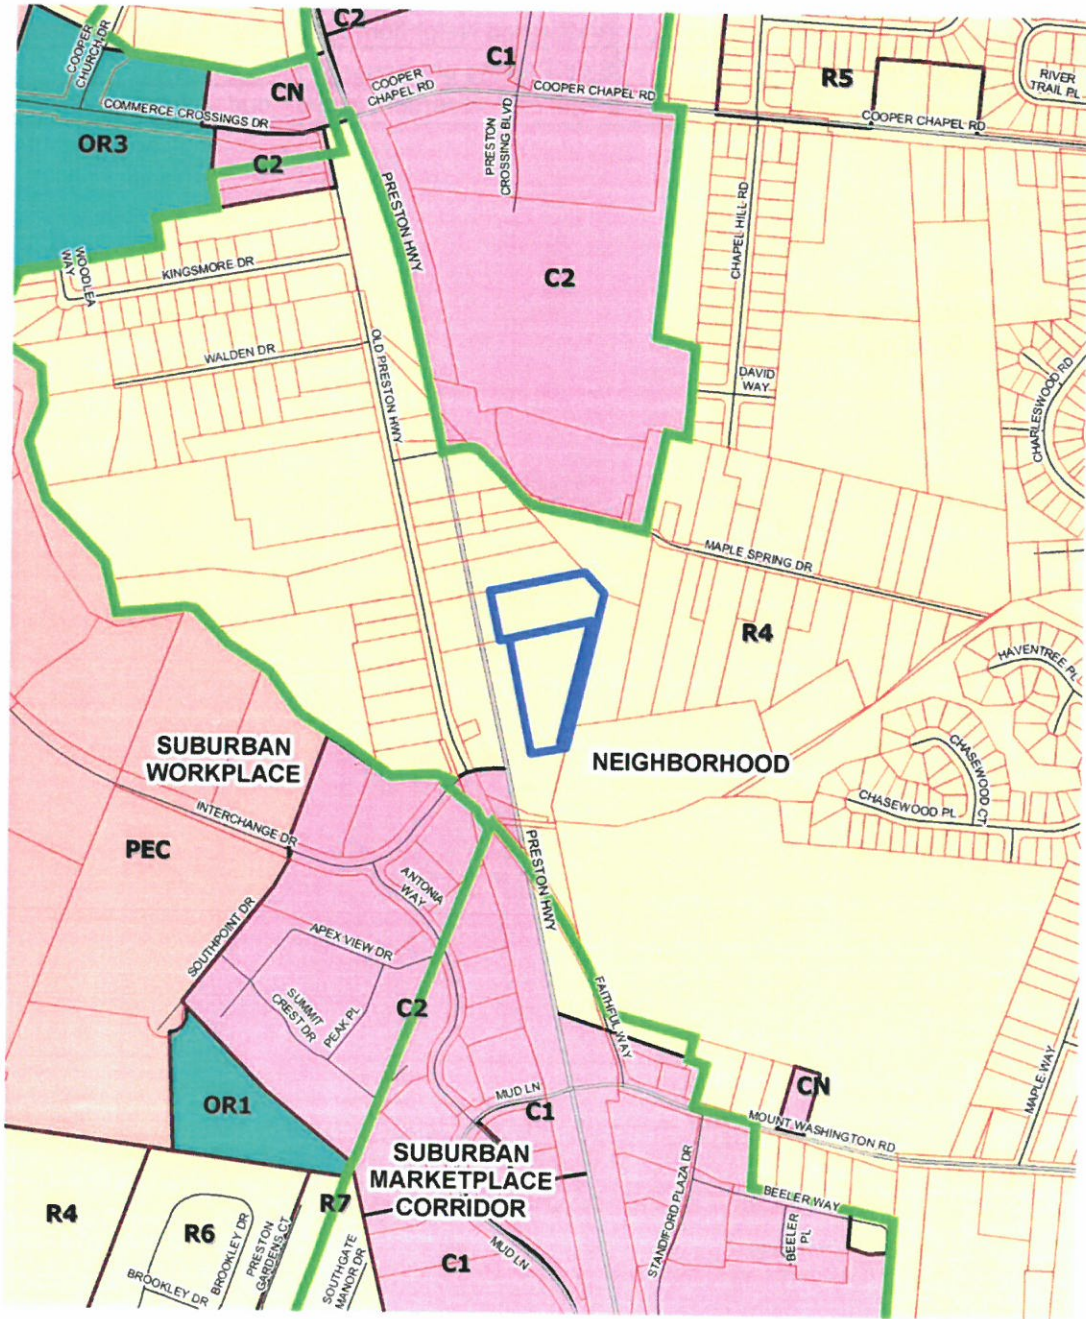 C2
COOPER
CHURCH DR
C1
COOPER
CHAPEL RD
COOPER CHAPEL RD
R5
RIVER
TRAIL PL
CN
COMMERCE CROSSINGS DR
COOPER CHAPEL RD
OR3
C2
PRESTON
CROSSING BLVD
PRESTON HWY
CHAPEL HILL RD
WOODLEA
WAY
KINGSMORE DR
C2
WALDEN DR
OLD PRESTON HWY
DAVID
WAY
CHARLESWOOD RD
MAPLE SPRING DR
R4
HAVENTREE PL
SUBURBAN
WORKPLACE
NEIGHBORHOOD
CHASEWOOD CT
CHASEWOOD PL
INTERCHANGE DR
PEC
PRESTON HWY
ANTONIA
WAY
SOUTHPOINT DR
APEX VIEW DR
SUMMIT
CREST DR
PEAK PL
C2
FAITHFUL WAY
MUD LN
C1
CN
MAPLE WAY
OR1
MOUNT WASHINGTON RD
SUBURBAN
MARKETPLACE
CORRIDOR
STANDIFORD PLAZA DR
BEELER WAY
BEELER
PL
R4
R6
R7
BROOKLEY DR
BROOKLEY DR
PRESTON
GARDENS CT
SOUTHGATE
MANOR DR
C1
MUD LN